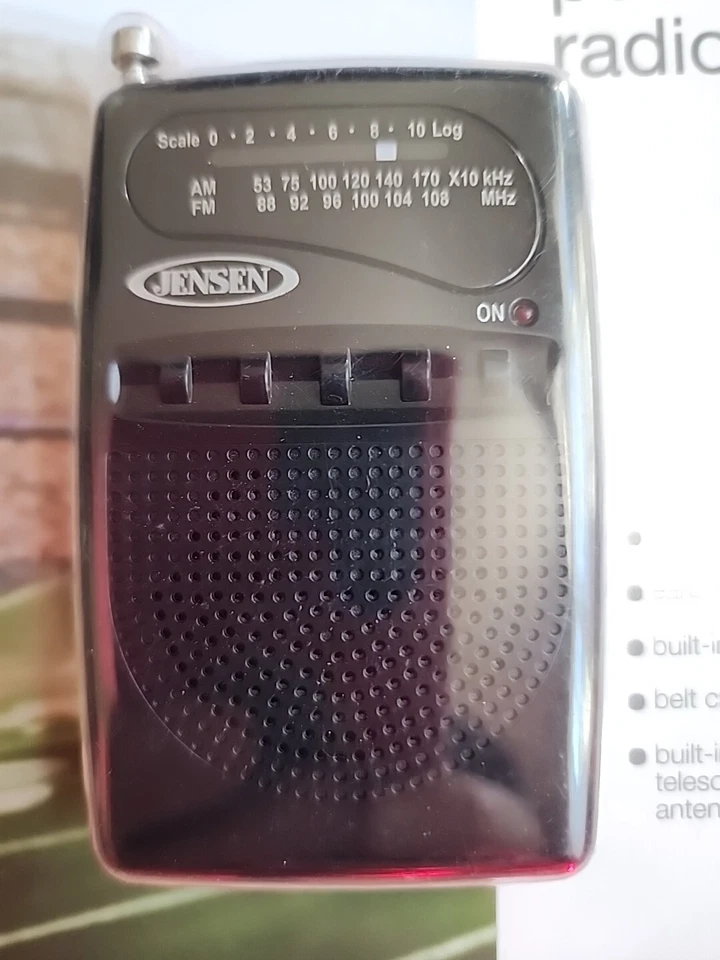 radio
Scale 0 · 2 · 4 · 6 · 8 · 10 Log
AM 53 75 100 120 140 170 X10 kHz
FM 88 92 96 100 104 108 MHz
JENSEN
ON
built-i
belt c
built-i
telesc
anten